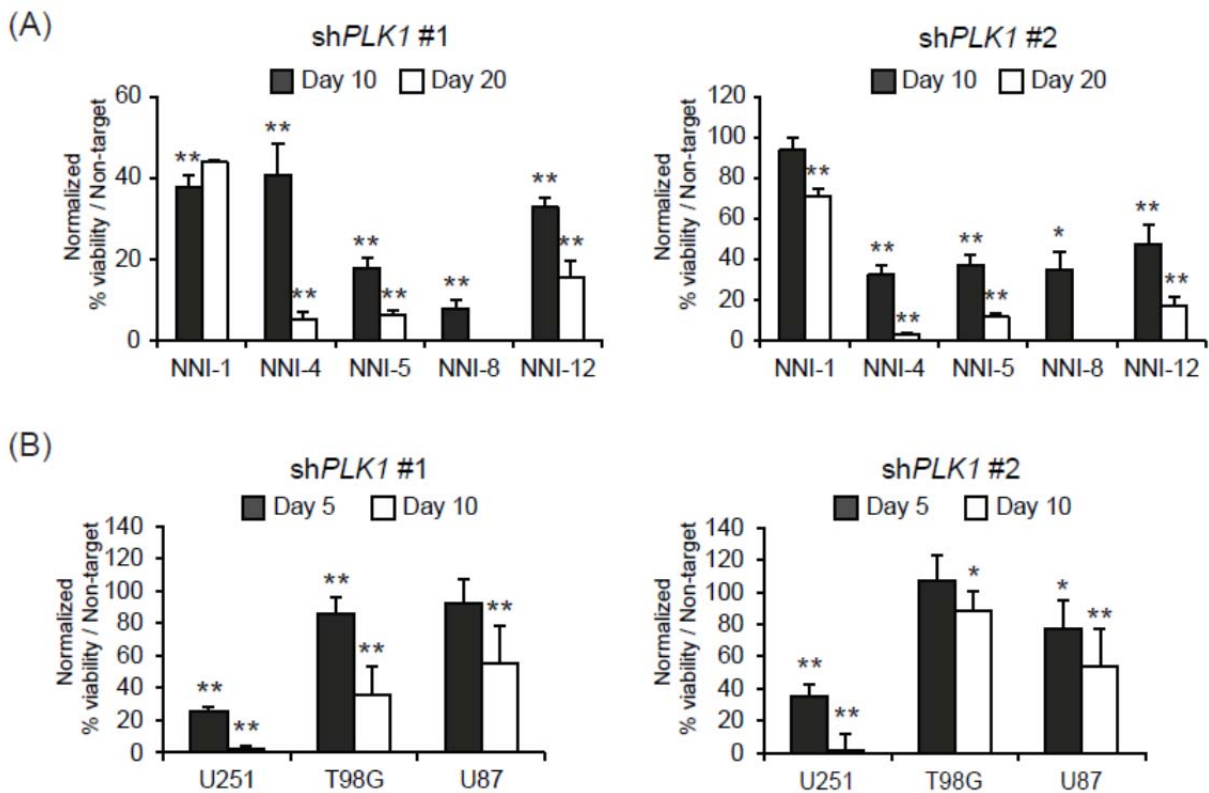 (A)
shPLK1 #1
Day 10 Day 20
Normalized
% viability / Non-target
60
40
20
0
** ** ** ** ** ** ** **
NNI-1 NNI-4 NNI-5 NNI-8 NNI-12
shPLK1 #2
Day 10 Day 20
Normalized
% viability / Non-target
120
100
80
60
40
20
0
** ** ** ** ** * ** **
NNI-1 NNI-4 NNI-5 NNI-8 NNI-12
(B)
shPLK1 #1
Day 5 Day 10
Normalized
% viability / Non-target
140
120
100
80
60
40
20
0
** ** ** ** **
U251 T98G U87
shPLK1 #2
Day 5 Day 10
Normalized
% viability / Non-target
140
120
100
80
60
40
20
0
** ** * * **
U251 T98G U87